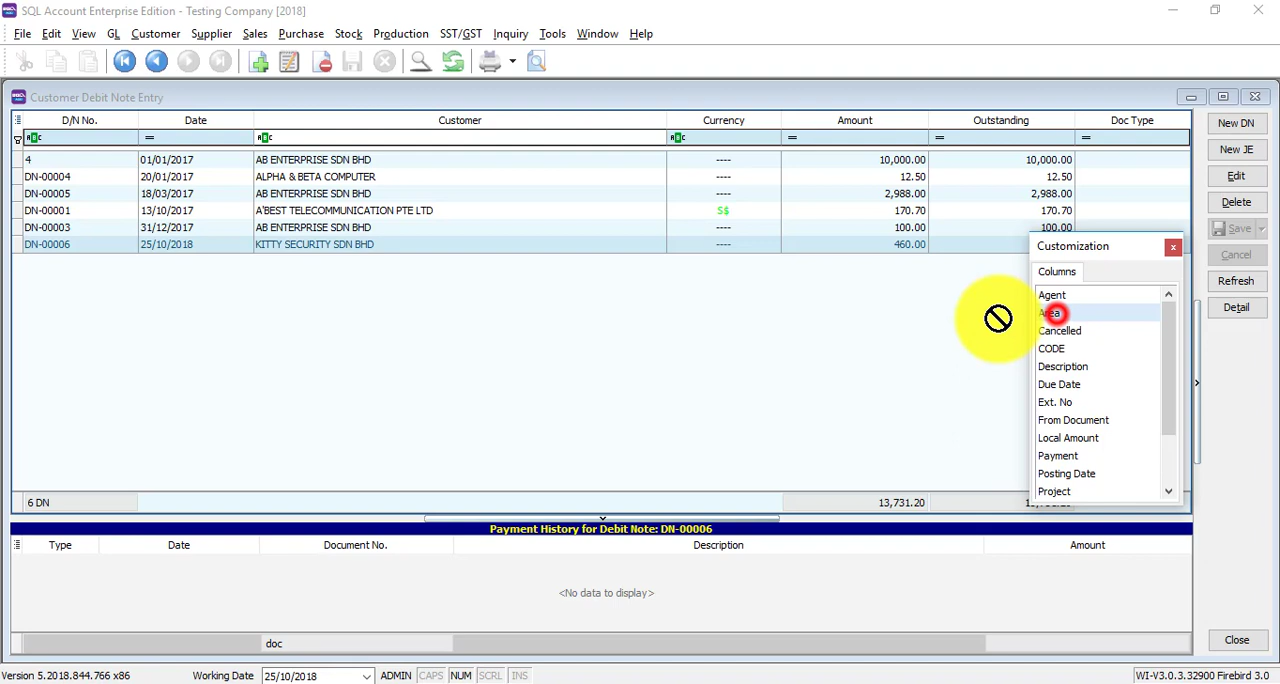 SQL Account Enterprise Edition - Testing Company [2018]
File Edit View GL Customer Supplier Sales Purchase Stock Production SST/GST Inquiry Tools Window Help
Customer Debit Note Entry
D/N No. Date Customer Currency Amount Outstanding Doc Type
4 01/01/2017 AB ENTERPRISE SDN BHD ---- 10,000.00 10,000.00
DN-00004 20/01/2017 ALPHA & BETA COMPUTER ---- 12.50 12.50
DN-00005 18/03/2017 AB ENTERPRISE SDN BHD ---- 2,988.00 2,988.00
DN-00001 13/10/2017 A'BEST TELECOMMUNICATION PTE LTD S$ 170.70 170.70
DN-00003 31/12/2017 AB ENTERPRISE SDN BHD ---- 100.00 100.00
DN-00006 25/10/2018 KITTY SECURITY SDN BHD ---- 460.00
6 DN 13,731.20
New DN
New JE
Edit
Delete
Save
Cancel
Refresh
Detail
Customization
Columns
Agent
Area
Cancelled
CODE
Description
Due Date
Ext. No
From Document
Local Amount
Payment
Posting Date
Project
Payment History for Debit Note: DN-00006
Type Date Document No. Description Amount
<No data to display>
doc
Close
Version 5.2018.844.766 x86 Working Date 25/10/2018 ADMIN CAPS NUM SCRL INS WI-V3.0.3.32900 Firebird 3.0